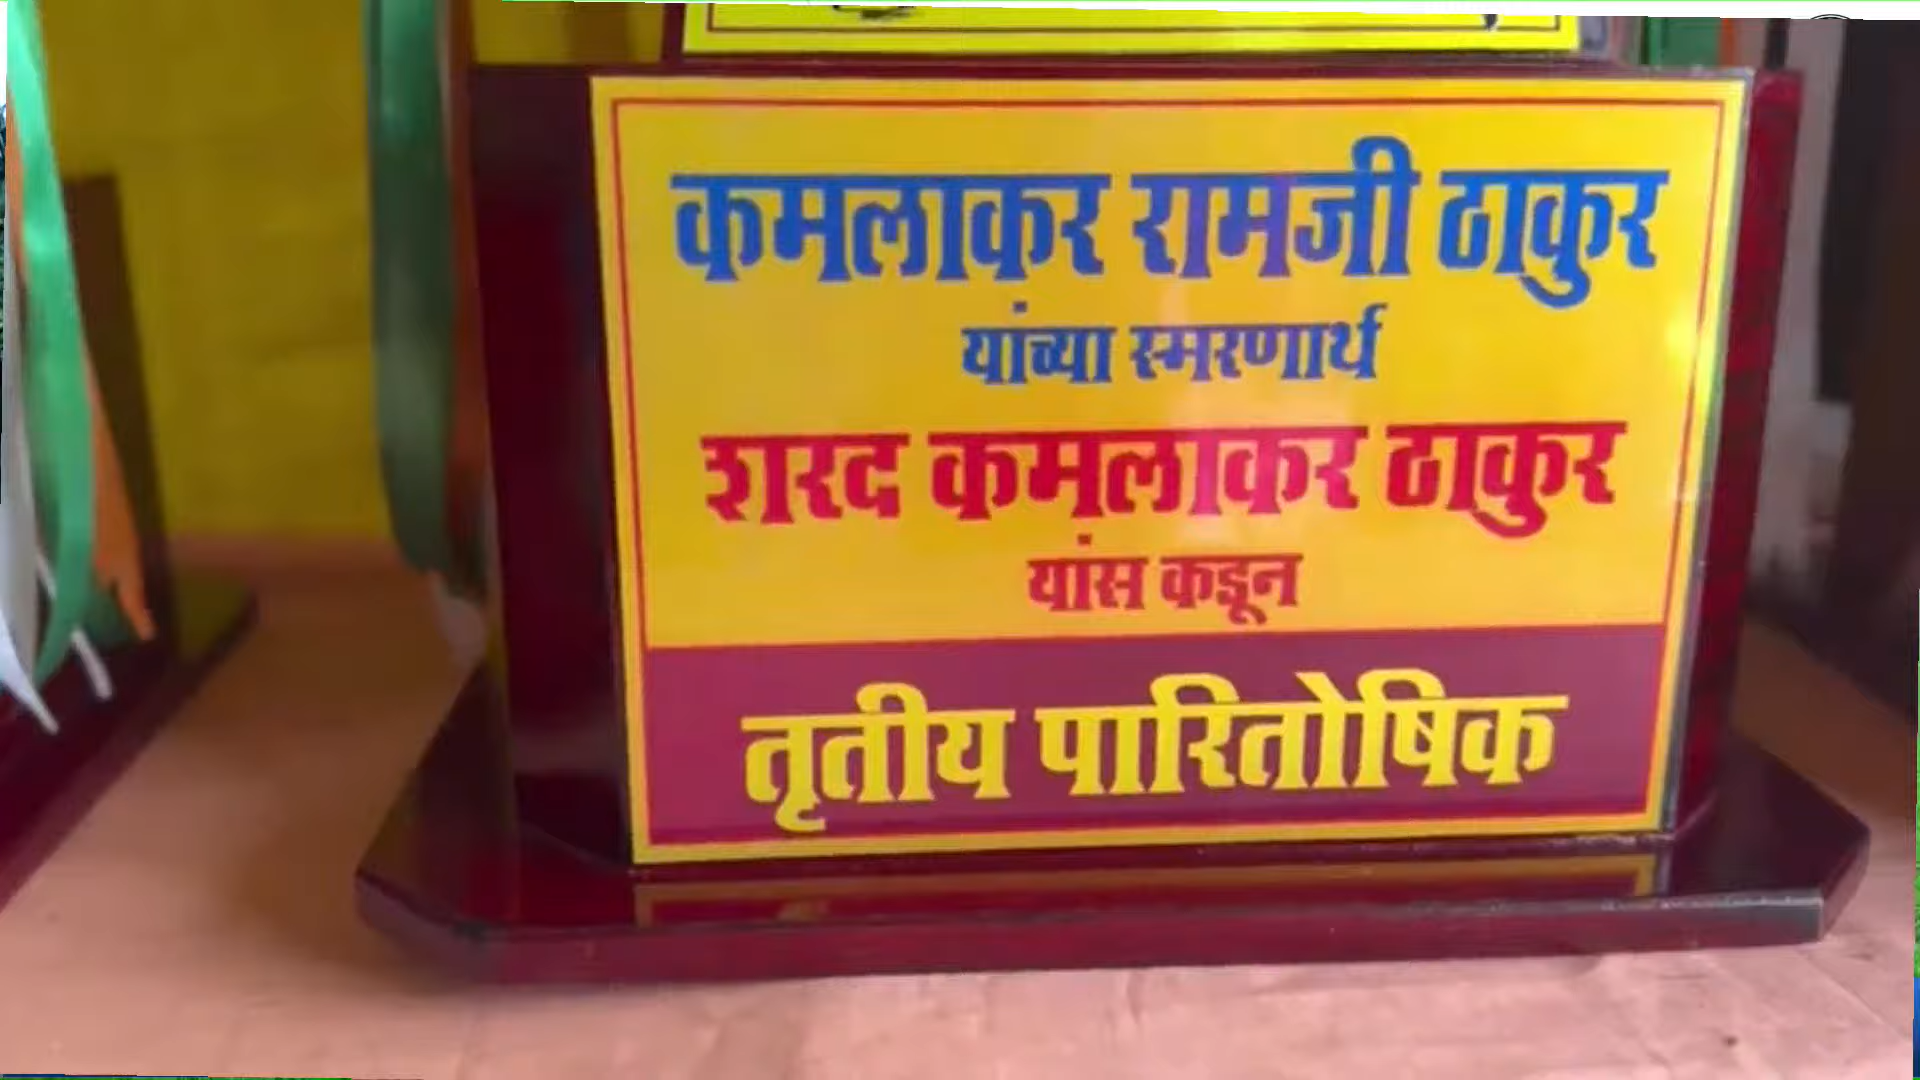 कमलाकर रामजी ठाकुर
यांच्या स्मरणार्थ
शरद कमलाकर ठाकुर
यांस कडून
तृतीय पारितोषिक